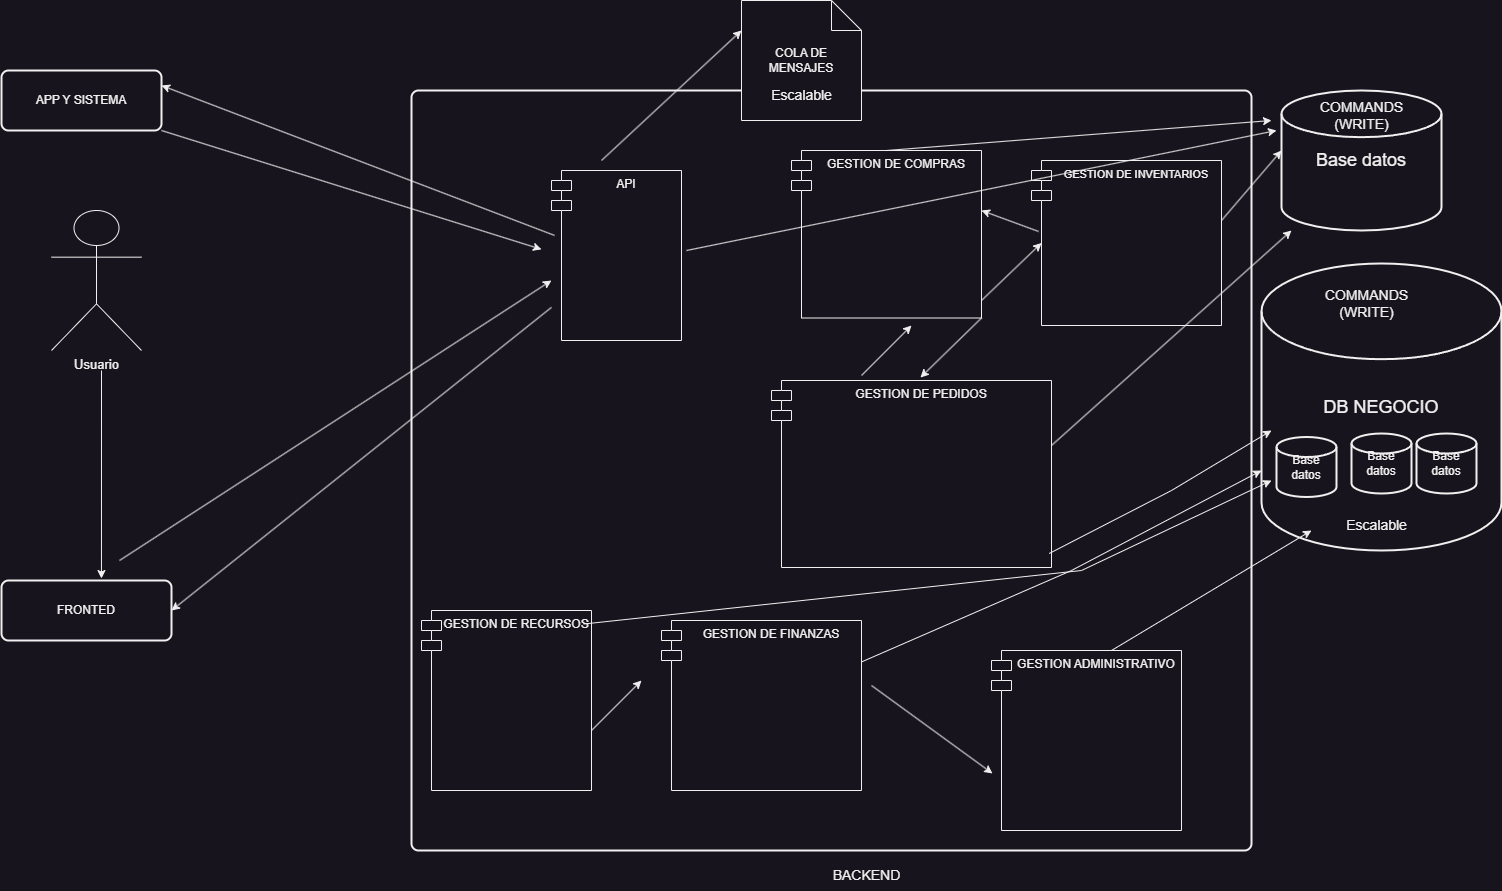 COLA DE
MENSAJES
Escalable
APP Y SISTEMA
COMMANDS
(WRITE)
Base datos
API
GESTION DE COMPRAS
GESTION DE INVENTARIOS
COMMANDS
(WRITE)
Usuario
GESTION DE PEDIDOS
DB NEGOCIO
Base
datos
Base
datos
Base
datos
Escalable
FRONTED
GESTION DE RECURSOS
GESTION DE FINANZAS
GESTION ADMINISTRATIVO
BACKEND